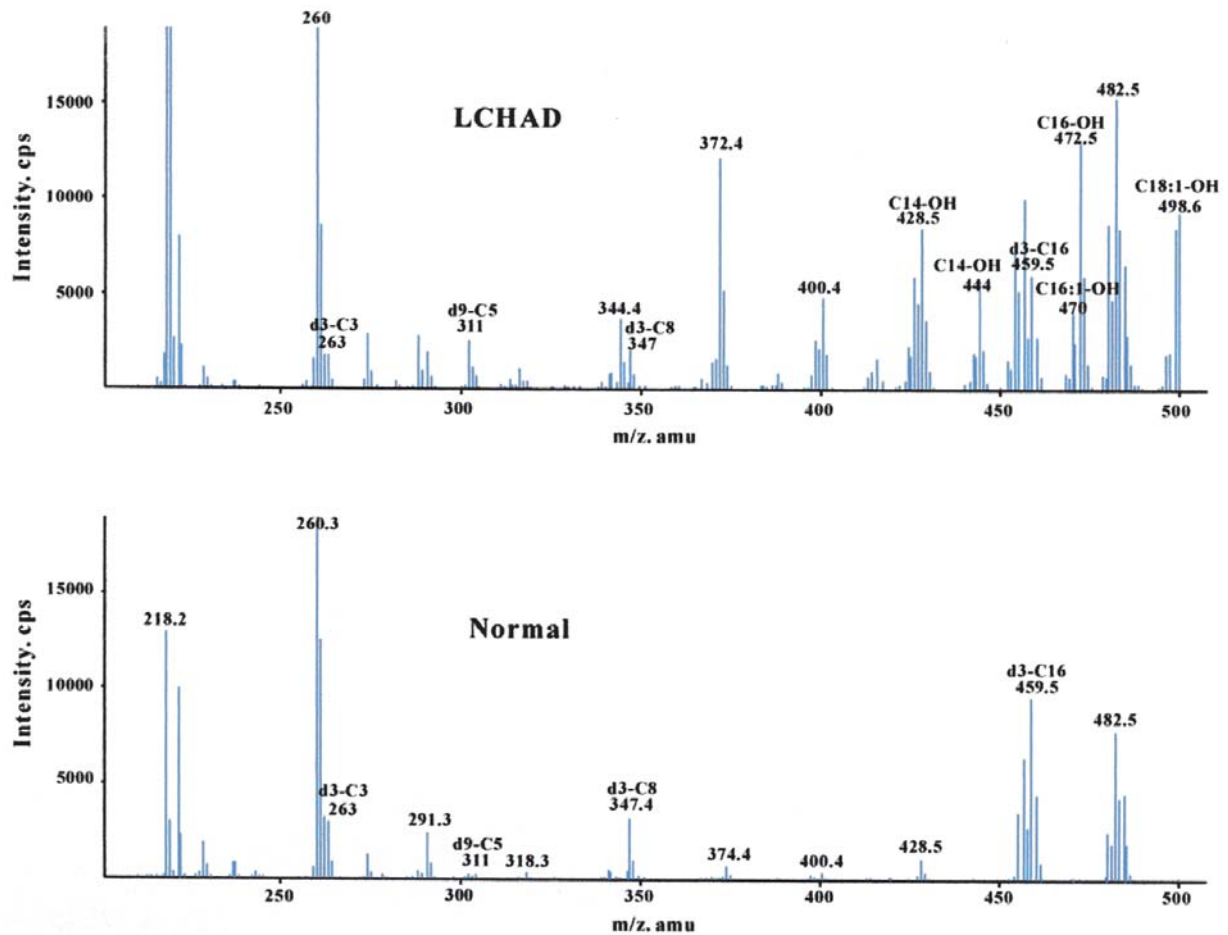 260
15000
LCHAD
482.5
C16-OH
472.5
372.4
10000
C18:1-OH
498.6
C14-OH
428.5
d3-C16
459.5
C14-OH
444
C16:1-OH
470
5000
400.4
344.4
d9-C5
311
d3-C3
263
d3-C8
347
250
300
350
400
450
500
m/z. amu
Intensity. cps
260.3
15000
218.2
Normal
10000
d3-C16
459.5
482.5
5000
d3-C3
263
d3-C8
347.4
291.3
d9-C5
311
318.3
374.4
400.4
428.5
250
300
350
400
450
500
m/z. amu
Intensity. cps